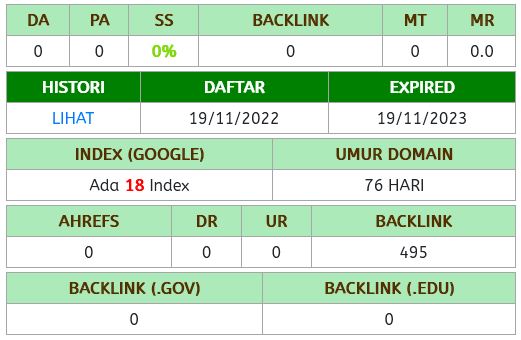 DA PA SS BACKLINK MT MR
0 0 0% 0 0 0.0
HISTORI DAFTAR EXPIRED
LIHAT 19/11/2022 19/11/2023
INDEX (GOOGLE) UMUR DOMAIN
Ada 18 Index 76 HARI
AHREFS DR UR BACKLINK
0 0 0 495
BACKLINK (.GOV) BACKLINK (.EDU)
0 0